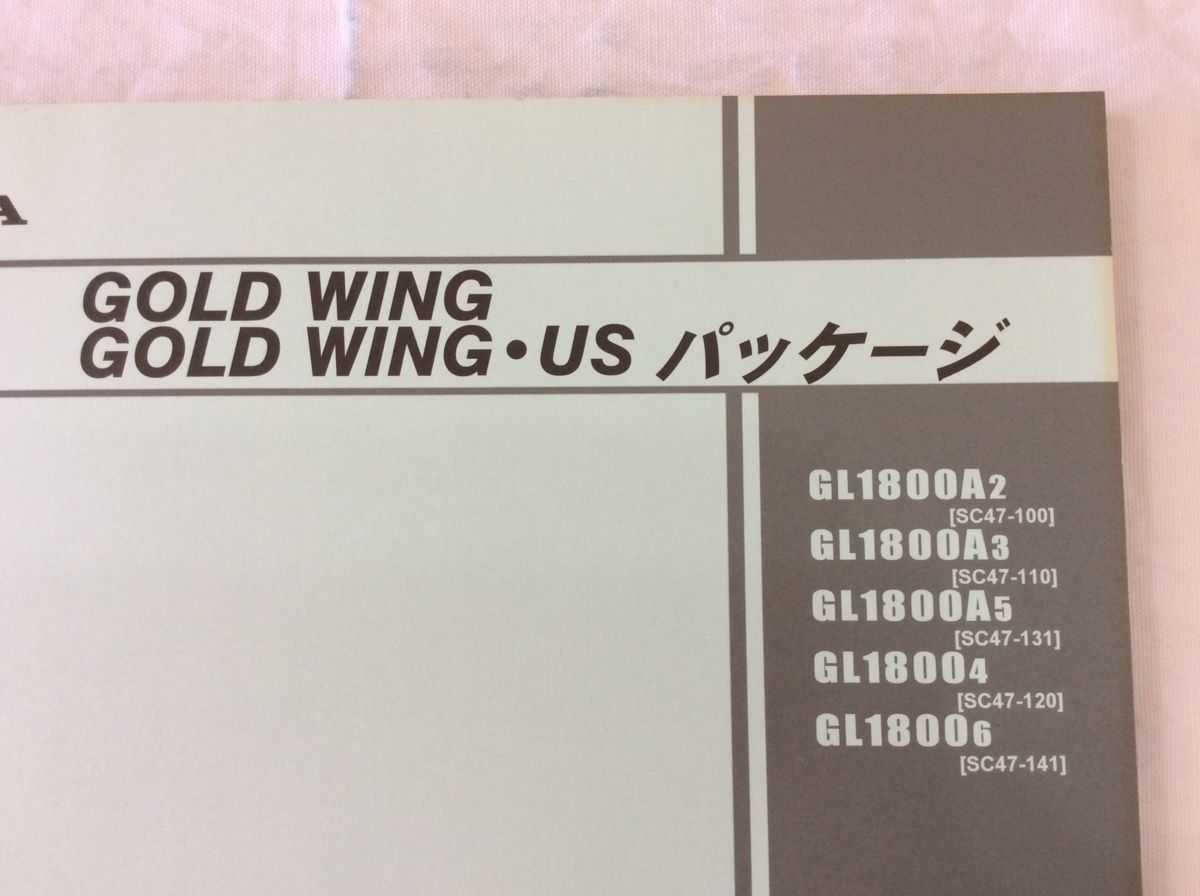 A
GOLD WING
GOLD WING・US パッケージ
GL1800A2
[SC47-100]
GL1800A3
[SC47-110]
GL1800A5
[SC47-131]
GL18004
[SC47-120]
GL18006
[SC47-141]